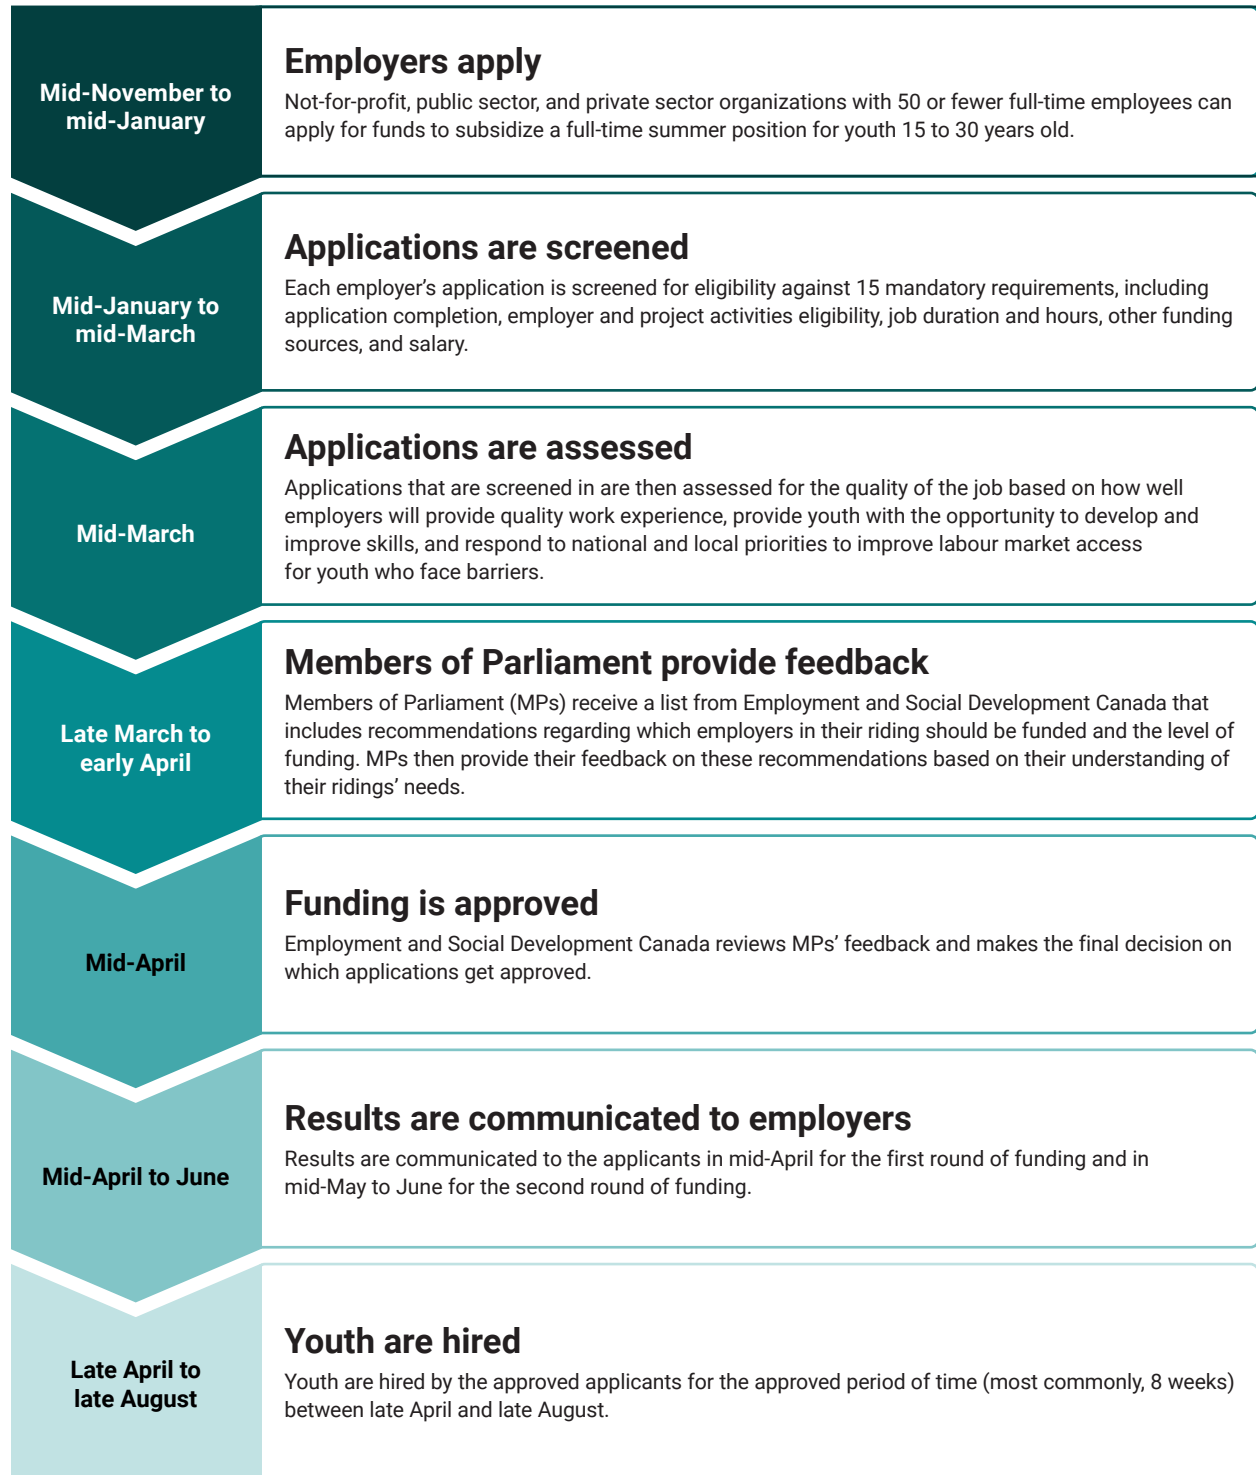 Mid-November to
mid-January
Employers apply
Not-for-profit, public sector, and private sector organizations with 50 or fewer full-time employees can
apply for funds to subsidize a full-time summer position for youth 15 to 30 years old.
Mid-January to
mid-March
Applications are screened
Each employer’s application is screened for eligibility against 15 mandatory requirements, including
application completion, employer and project activities eligibility, job duration and hours, other funding
sources, and salary.
Mid-March
Applications are assessed
Applications that are screened in are then assessed for the quality of the job based on how well
employers will provide quality work experience, provide youth with the opportunity to develop and
improve skills, and respond to national and local priorities to improve labour market access
for youth who face barriers.
Late March to
early April
Members of Parliament provide feedback
Members of Parliament (MPs) receive a list from Employment and Social Development Canada that
includes recommendations regarding which employers in their riding should be funded and the level of
funding. MPs then provide their feedback on these recommendations based on their understanding of
their ridings’ needs.
Mid-April
Funding is approved
Employment and Social Development Canada reviews MPs’ feedback and makes the final decision on
which applications get approved.
Mid-April to June
Results are communicated to employers
Results are communicated to the applicants in mid-April for the first round of funding and in
mid-May to June for the second round of funding.
Late April to
late August
Youth are hired
Youth are hired by the approved applicants for the approved period of time (most commonly, 8 weeks)
between late April and late August.